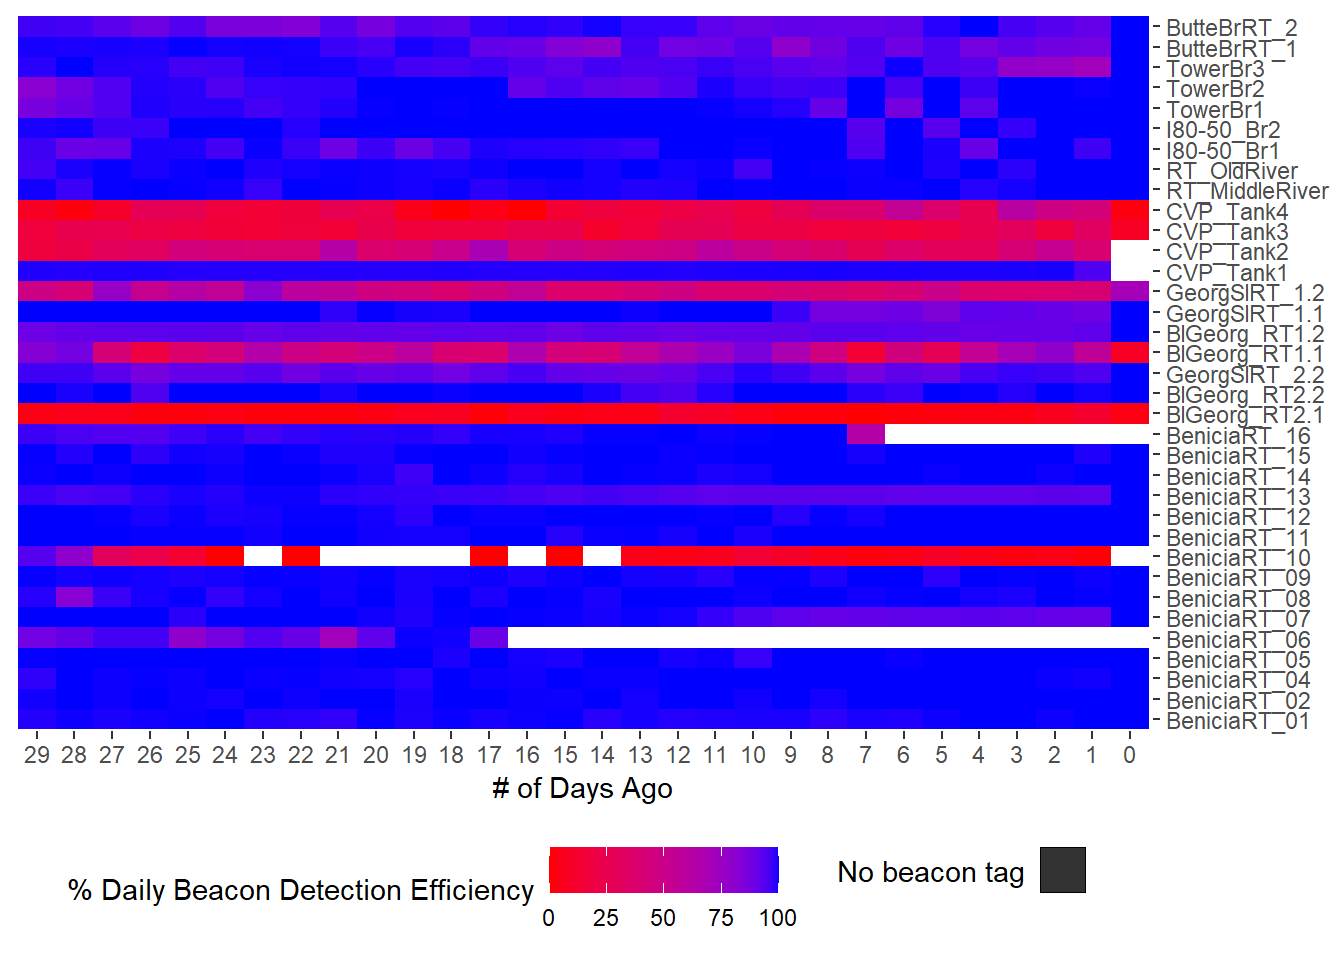 ButteBrRT_2
ButteBrRT_1
TowerBr3
TowerBr2
TowerBr1
I80-50_Br2
I80-50_Br1
RT_OldRiver
RT_MiddleRiver
CVP_Tank4
CVP_Tank3
CVP_Tank2
CVP_Tank1
GeorgSlRT_1.2
GeorgSlRT_1.1
BlGeorg_RT1.2
BlGeorg_RT1.1
GeorgSlRT_2.2
BlGeorg_RT2.2
BlGeorg_RT2.1
BeniciaRT_16
BeniciaRT_15
BeniciaRT_14
BeniciaRT_13
BeniciaRT_12
BeniciaRT_11
BeniciaRT_10
BeniciaRT_09
BeniciaRT_08
BeniciaRT_07
BeniciaRT_06
BeniciaRT_05
BeniciaRT_04
BeniciaRT_02
BeniciaRT_01
29 28 27 26 25 24 23 22 21 20 19 18 17 16 15 14 13 12 11 10 9 8 7 6 5 4 3 2 1 0
# of Days Ago
% Daily Beacon Detection Efficiency
0 25 50 75 100
No beacon tag